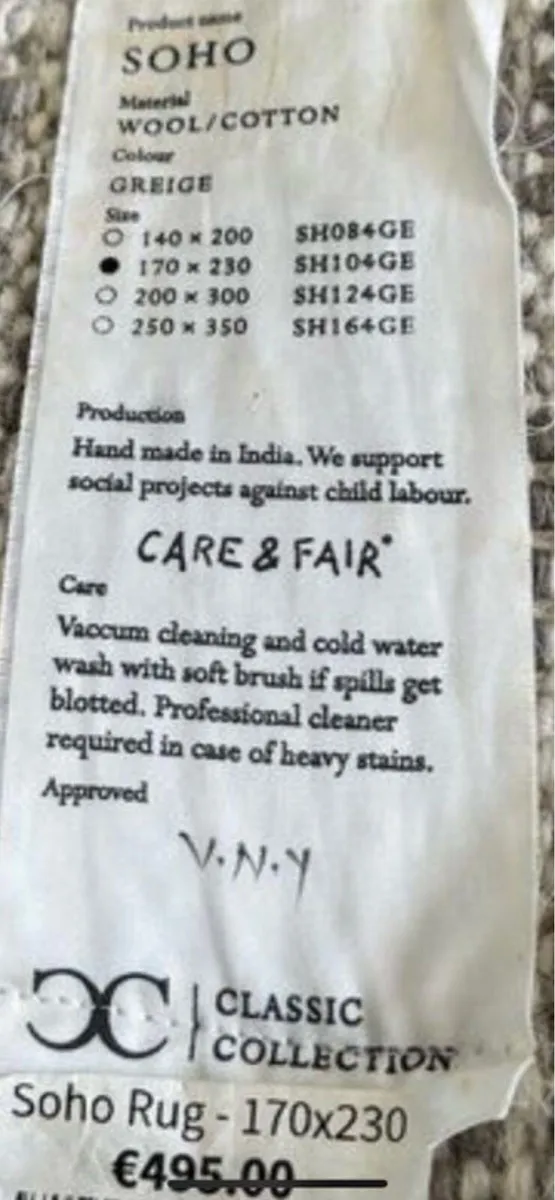 Product name
SOHO
Material
WOOL/COTTON
Colour
GREIGE
Size
○ 140 × 200 SH084GE
● 170 × 230 SH104GE
○ 200 × 300 SH124GE
○ 250 × 350 SH164GE
Production
Hand made in India. We support
social projects against child labour.
CARE & FAIR®
Care
Vaccum cleaning and cold water
wash with soft brush if spills get
blotted. Professional cleaner
required in case of heavy stains.
Approved
V.N.Y
CC CLASSIC
COLLECTION
Soho Rug - 170x230
€495.00